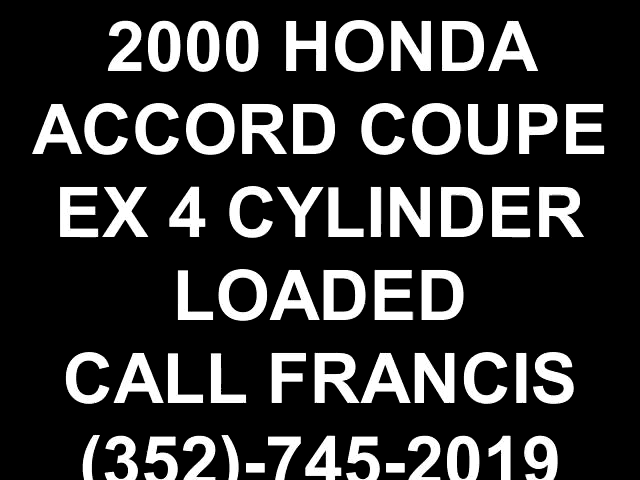 2000 HONDA
ACCORD COUPE
EX 4 CYLINDER
LOADED
CALL FRANCIS
(352)-745-2019